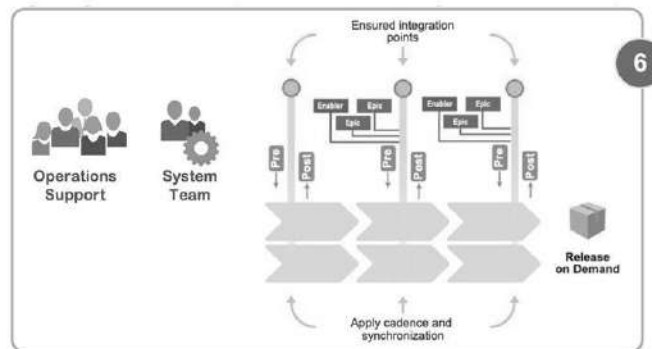 Ensured integration
points
6
Enabler
Epic
Epic
Enabler
Epic
Epic
Pre
Post
Pre
Post
Pre
Post
Operations
Support
System
Team
Release
on Demand
Apply cadence and
synchronization